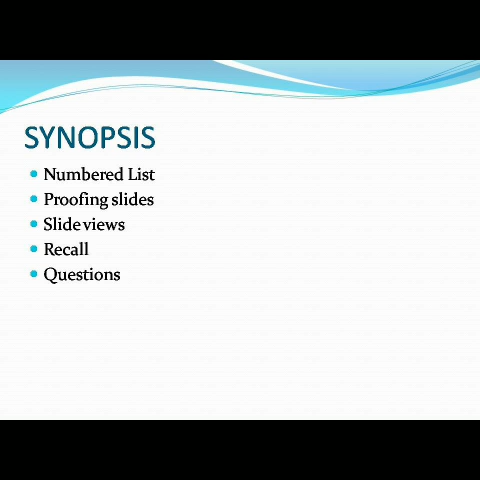 SYNOPSIS
Numbered List
Proofing slides
Slide views
Recall
Questions